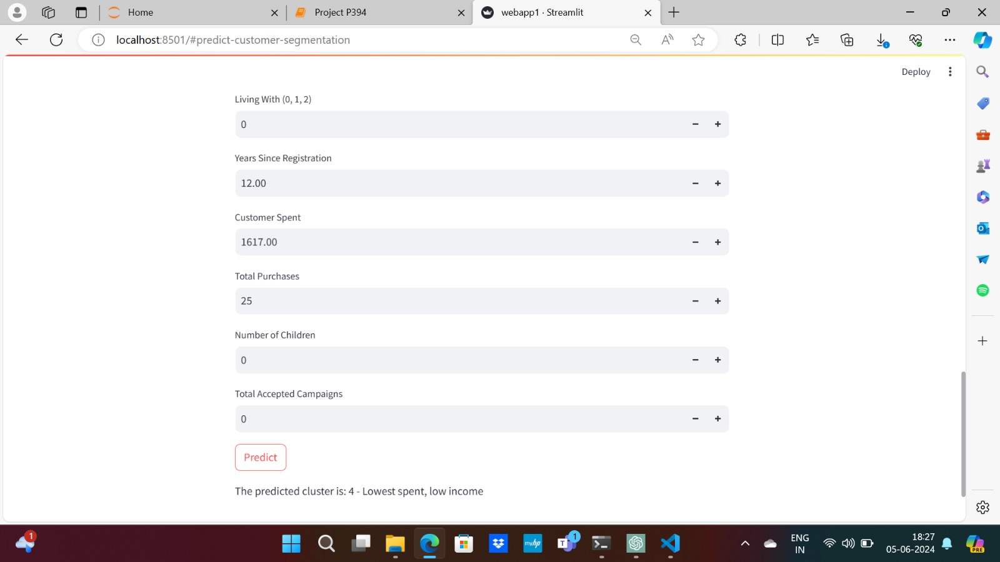 Home
Project P394
webapp1 · Streamlit
localhost:8501/#predict-customer-segmentation
Deploy
Living With (0, 1, 2)
0
Years Since Registration
12.00
Customer Spent
1617.00
Total Purchases
25
Number of Children
0
Total Accepted Campaigns
0
Predict
The predicted cluster is: 4 - Lowest spent, low income
1
myhp
T
1
ENG
IN
18:27
05-06-2024
PRE